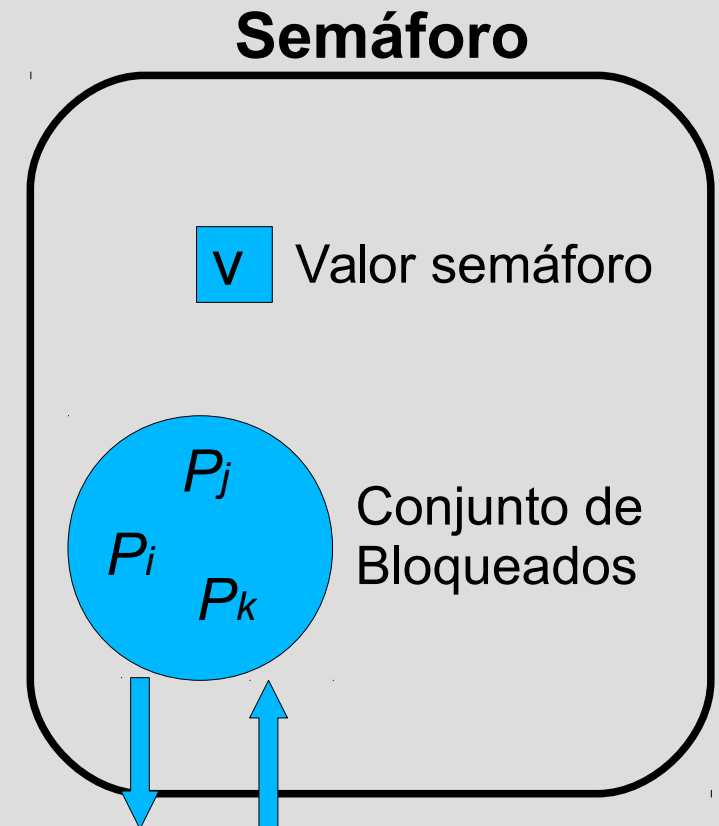 Semáforo
v Valor semáforo
Pj
Pi
Pk
Conjunto de
Bloqueados